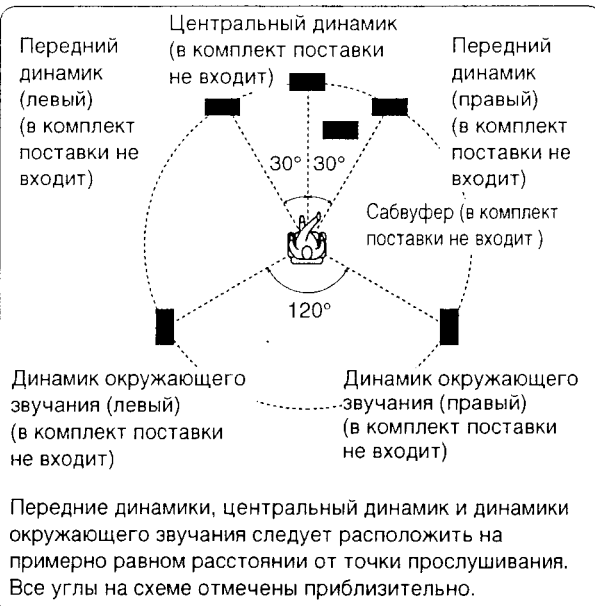 Центральный динамик
(в комплект поставки
не входит)
Передний
динамик
(левый)
(в комплект
поставки не
входит)
Передний
динамик
(правый)
(в комплект
поставки не
входит)
30° 30°
Сабвуфер (в комплект
поставки не входит )
120°
Динамик окружающего
звучания (левый)
(в комплект поставки
не входит)
Динамик окружающего
звучания (правый)
(в комплект поставки
не входит)
Передние динамики, центральный динамик и динамики
окружающего звучания следует расположить на
примерно равном расстоянии от точки прослушивания.
Все углы на схеме отмечены приблизительно.